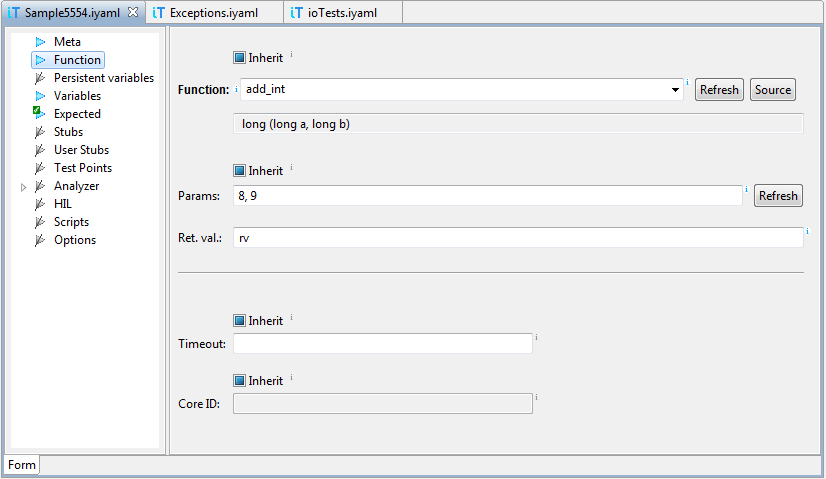 iT Sample5554.iyaml
iT Exceptions.iyaml
iT ioTests.iyaml
Meta
Function
Persistent variables
Variables
Expected
Stubs
User Stubs
Test Points
Analyzer
HIL
Scripts
Options
Inherit i
Function: i add_int i Refresh Source
long (long a, long b)
Inherit i
Params: 8, 9 i Refresh
Ret. val.: rv i
Inherit i
Timeout: i
Inherit i
Core ID: i
Form